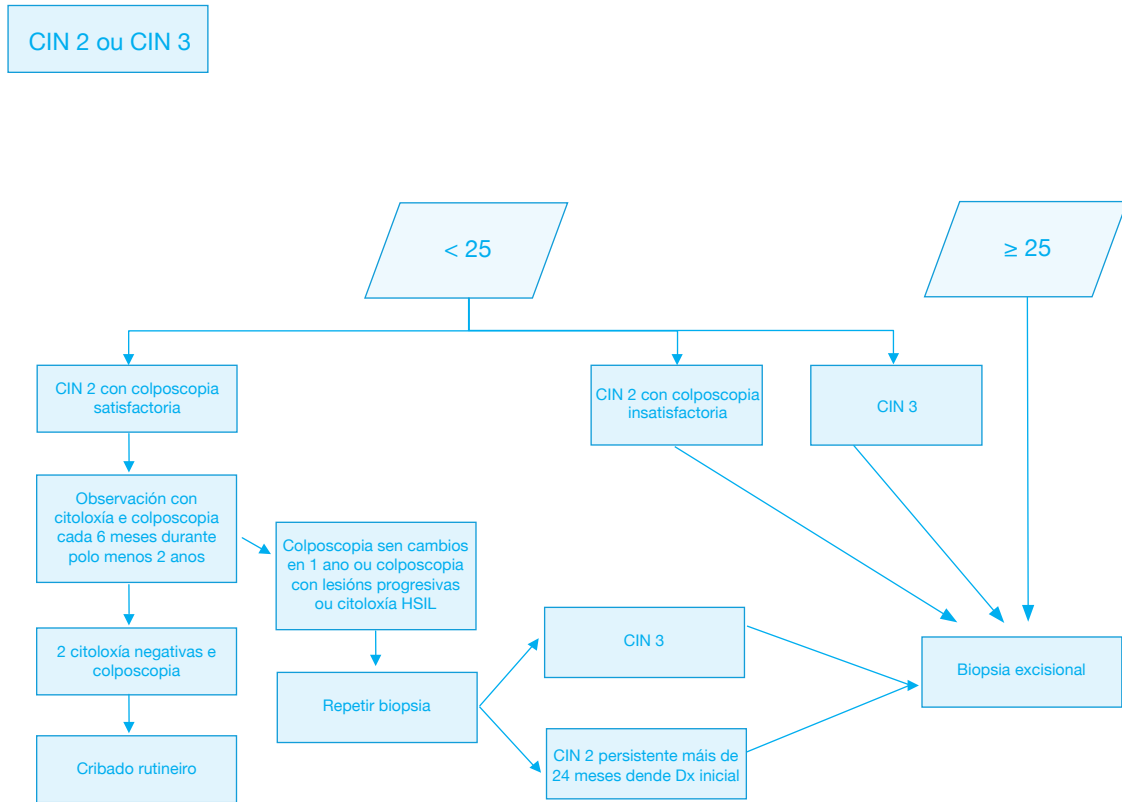 CIN 2 ou CIN 3
< 25
≥ 25
CIN 2 con colposcopia
satisfactoria
CIN 2 con colposcopia
insatisfactoria
CIN 3
Observación con
citoloxía e colposcopia
cada 6 meses durante
polo menos 2 anos
Colposcopia sen cambios
en 1 ano ou colposcopia
con lesións progresivas
ou citoloxía HSIL
2 citoloxía negativas e
colposcopia
CIN 3
Biopsia excisional
Repetir biopsia
Cribado rutineiro
CIN 2 persistente máis de
24 meses dende Dx inicial